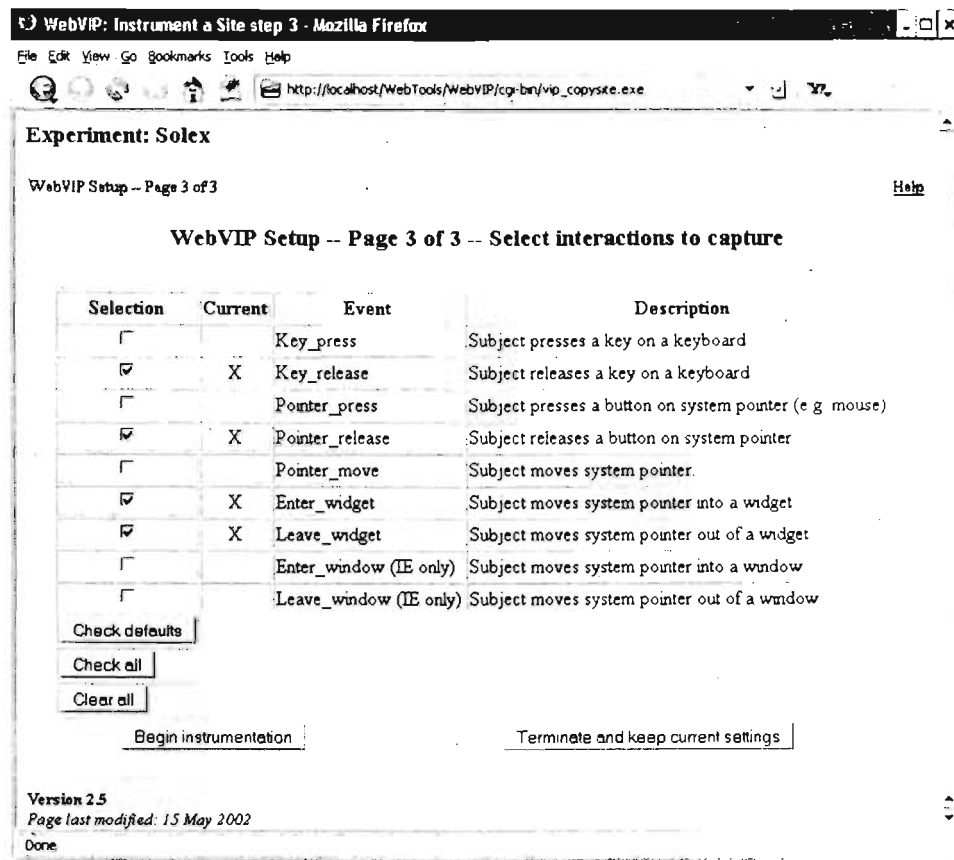 WebVIP: Instrument a Site step 3 - Mozilla Firefox
File Edit View Go Bookmarks Tools Help
http://localhost/WebTools/WebVIP/cgi-bin/vip_copysite.exe
Experiment: Solex
WebVIP Setup -- Page 3 of 3 Help
WebVIP Setup -- Page 3 of 3 -- Select interactions to capture
Selection Current Event Description
Key_press Subject presses a key on a keyboard
X Key_release Subject releases a key on a keyboard
Pointer_press Subject presses a button on system pointer (e g mouse)
X Pointer_release Subject releases a button on system pointer
Pointer_move Subject moves system pointer.
X Enter_widget Subject moves system pointer into a widget
X Leave_widget Subject moves system pointer out of a widget
Enter_window (IE only) Subject moves system pointer into a window
Leave_window (IE only) Subject moves system pointer out of a window
Check defaults
Check all
Clear all
Begin instrumentation Terminate and keep current settings
Version 2.5
Page last modified: 15 May 2002
Done